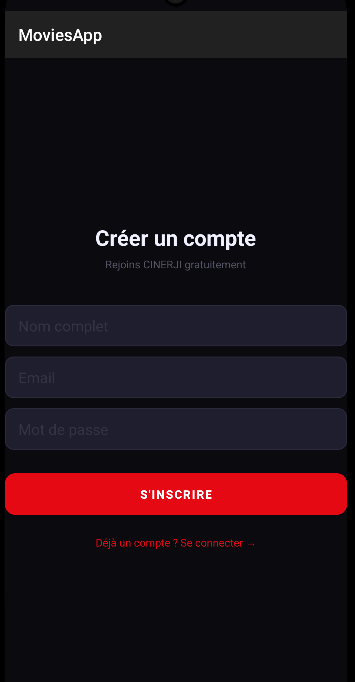 MoviesApp
Créer un compte
Rejoins CINERJI gratuitement
Nom complet
Email
Mot de passe
S'INSCRIRE
Déjà un compte ? Se connecter →